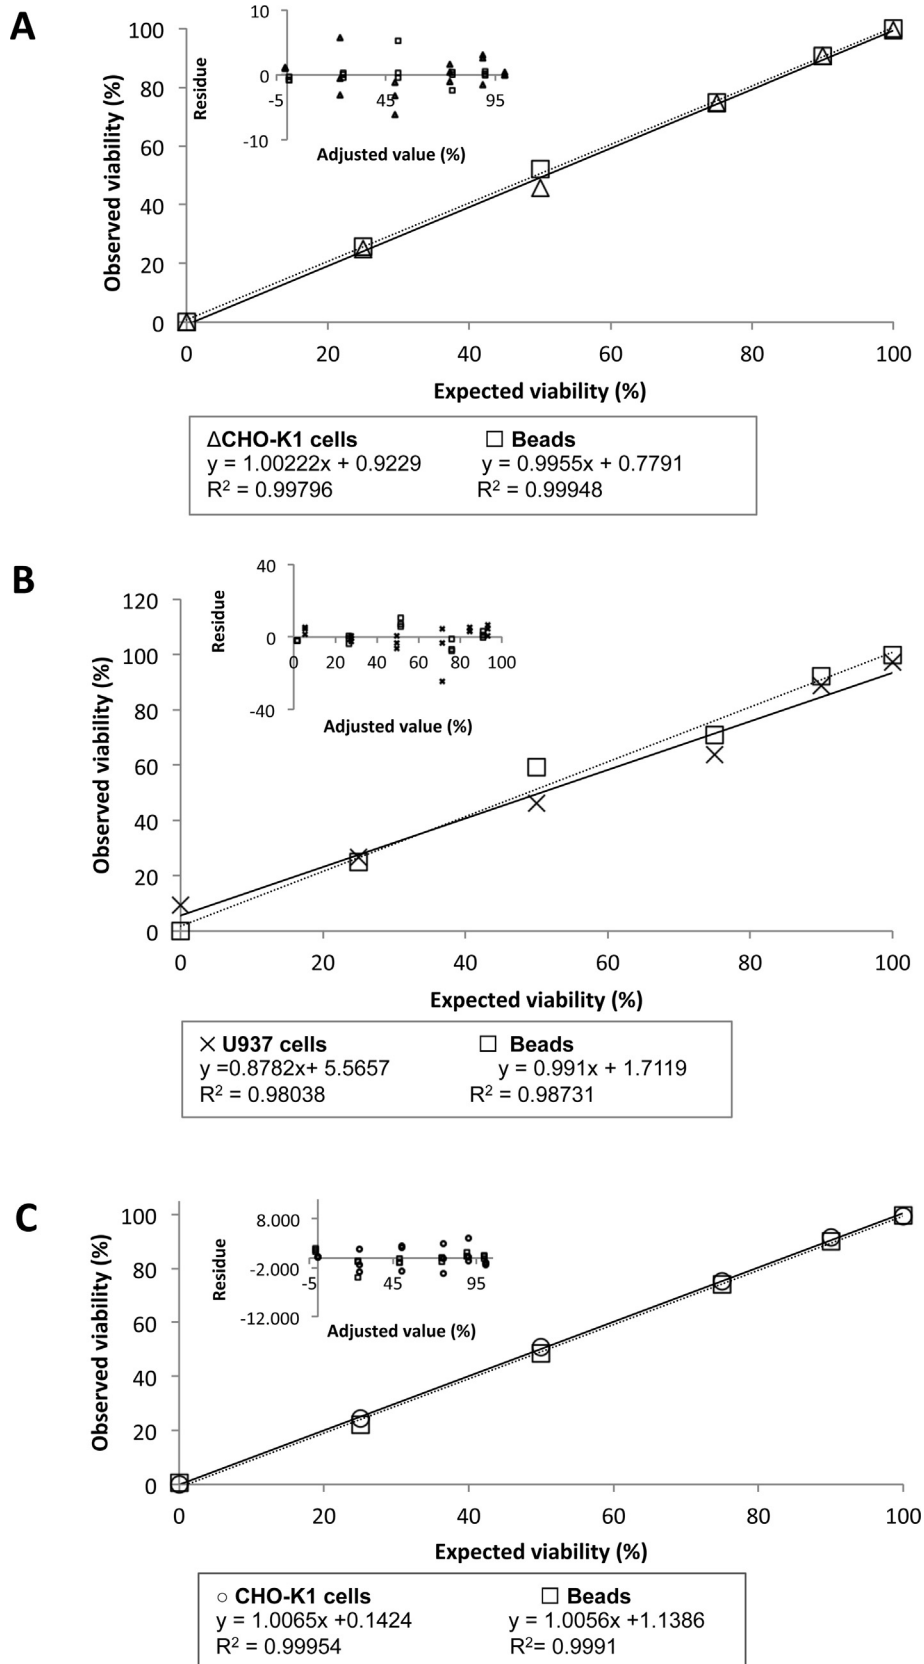 A
10
0
-10
-5
45
95
Residue
Adjusted value (%)
100
80
60
40
20
0
Observed viability (%)
0 20 40 60 80 100
Expected viability (%)
ΔCHO-K1 cells □ Beads
y = 1.00222x + 0.9229 y = 0.9955x + 0.7791
R² = 0.99796 R² = 0.99948
B
40
0
-40
0 20 40 60 80 100
Residue
Adjusted value (%)
120
100
80
60
40
20
0
Observed viability (%)
0 20 40 60 80 100
Expected viability (%)
× U937 cells □ Beads
y =0.8782x+ 5.5657 y = 0.991x + 1.7119
R² = 0.98038 R² = 0.98731
C
8.000
-2.000
-12.000
-5 45 95
Residue
Adjusted value (%)
100
80
60
40
20
0
Observed viability (%)
0 20 40 60 80 100
Expected viability (%)
○ CHO-K1 cells □ Beads
y = 1.0065x +0.1424 y = 1.0056x +1.1386
R² = 0.99954 R²= 0.9991